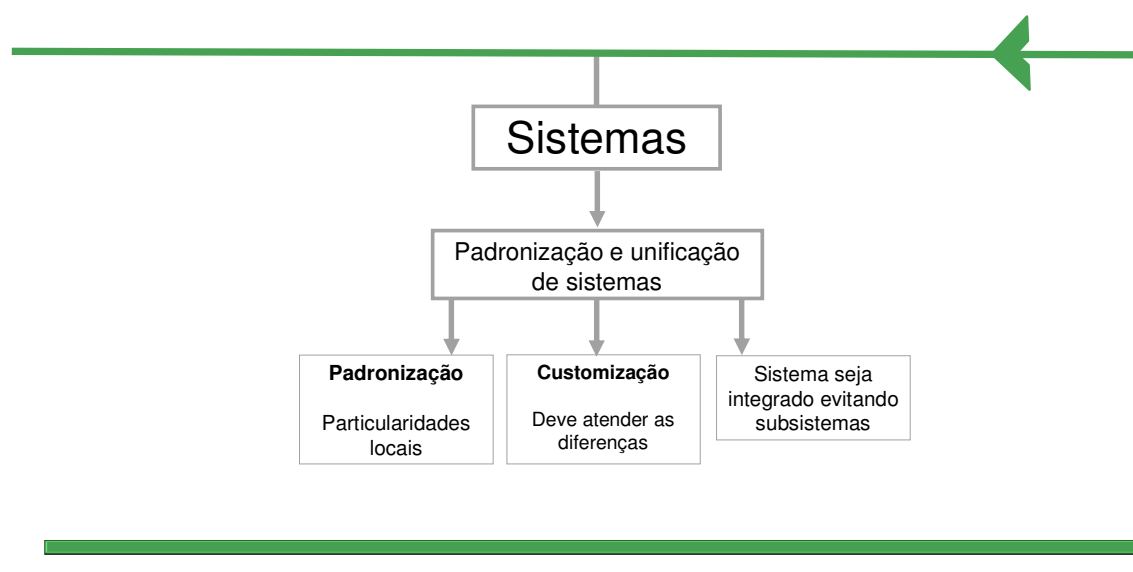 Sistemas
Padronização e unificação
de sistemas
Padronização
Particularidades
locais
Customização
Deve atender as
diferenças
Sistema seja
integrado evitando
subsistemas